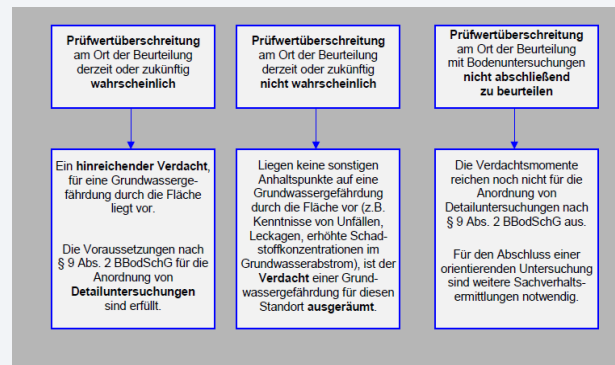 Prüfwertüberschreitung
am Ort der Beurteilung
derzeit oder zukünftig
wahrscheinlich
Ein hinreichender Verdacht,
für eine Grundwasserge-
fährdung durch die Fläche
liegt vor.
Die Voraussetzungen nach
§ 9 Abs. 2 BBodSchG für die
Anordnung von
Detailuntersuchungen
sind erfüllt.
Prüfwertüberschreitung
am Ort der Beurteilung
derzeit oder zukünftig
nicht wahrscheinlich
Liegen keine sonstigen
Anhaltspunkte auf eine
Grundwassergefährdung
durch die Fläche vor (z.B.
Kenntnisse von Unfällen,
Leckagen, erhöhte Schad-
stoffkonzentrationen im
Grundwasserabstrom), ist der
Verdacht einer Grund-
wassergefährdung für diesen
Standort ausgeräumt.
Prüfwertüberschreitung
am Ort der Beurteilung
mit Bodenuntersuchungen
nicht abschließend
zu beurteilen
Die Verdachtsmomente
reichen noch nicht für die
Anordnung von
Detailuntersuchungen nach
§ 9 Abs. 2 BBodSchG aus.
Für den Abschluss einer
orientierenden Untersuchung
sind weitere Sachverhalts-
ermittlungen notwendig.